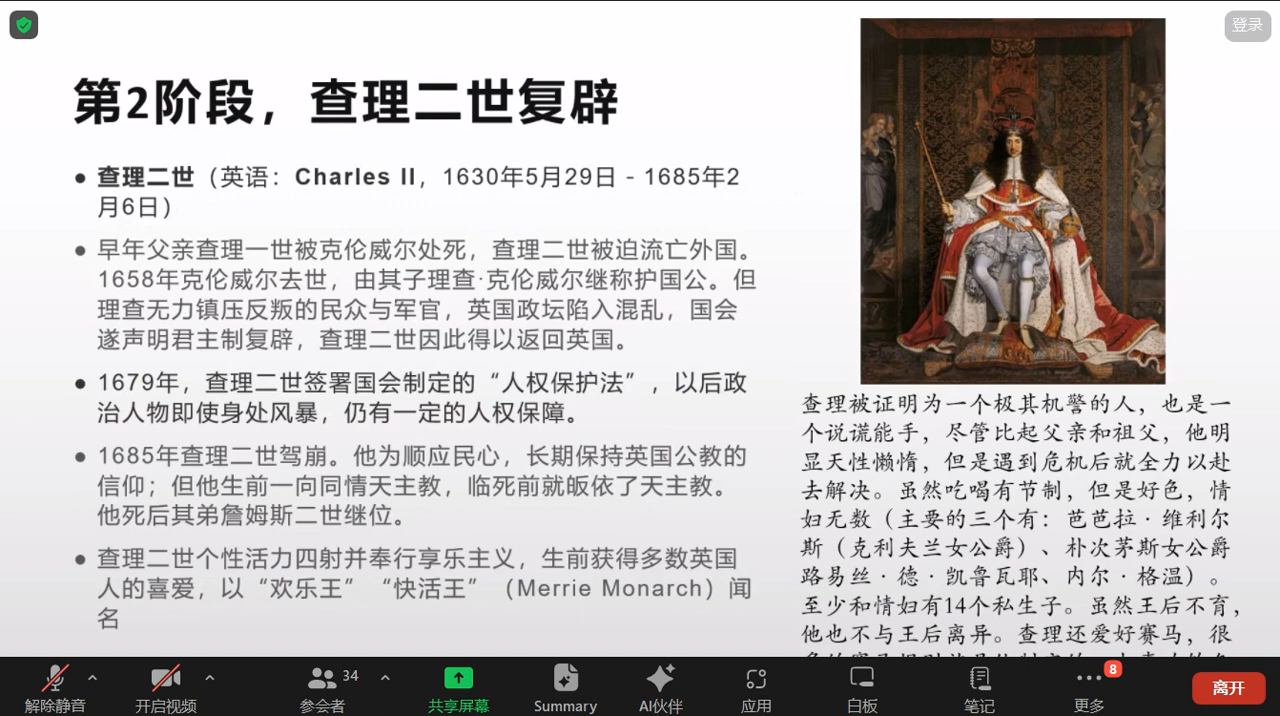 登录
第2阶段，查理二世复辟
• 查理二世（英语：Charles II，1630年5月29日 - 1685年2
月6日）
• 早年父亲查理一世被克伦威尔处死，查理二世被迫流亡外国。
1658年克伦威尔去世，由其子理查·克伦威尔继称护国公。但
理查无力镇压反叛的民众与军官，英国政坛陷入混乱，国会
遂声明君主制复辟，查理二世因此得以返回英国。
• 1679年，查理二世签署国会制定的“人权保护法”，以后政
治人物即使身处风暴，仍有一定的人权保障。
• 1685年查理二世驾崩。他为顺应民心，长期保持英国公教的
信仰；但他生前一向同情天主教，临死前就皈依了天主教。
他死后其弟詹姆斯二世继位。
• 查理二世个性活力四射并奉行享乐主义，生前获得多数英国
人的喜爱，以“欢乐王”“快活王”（Merrie Monarch）闻
名
查理被证明为一个极其机警的人，也是一
个说谎能手，尽管比起父亲和祖父，他明
显天性懒惰，但是遇到危机后就全力以赴
去解决。虽然吃喝有节制，但是好色，情
妇无数（主要的三个有：芭芭拉·维利尔
斯（克利夫兰女公爵）、朴次茅斯女公爵
路易丝·德·凯鲁瓦耶、内尔·格温）。
至少和情妇有14个私生子。虽然王后不育，
他也不与王后离异。查理还爱好赛马，很
解除静音
开启视频
34
参会者
共享屏幕
Summary
AI伙伴
应用
白板
笔记
8
更多
离开